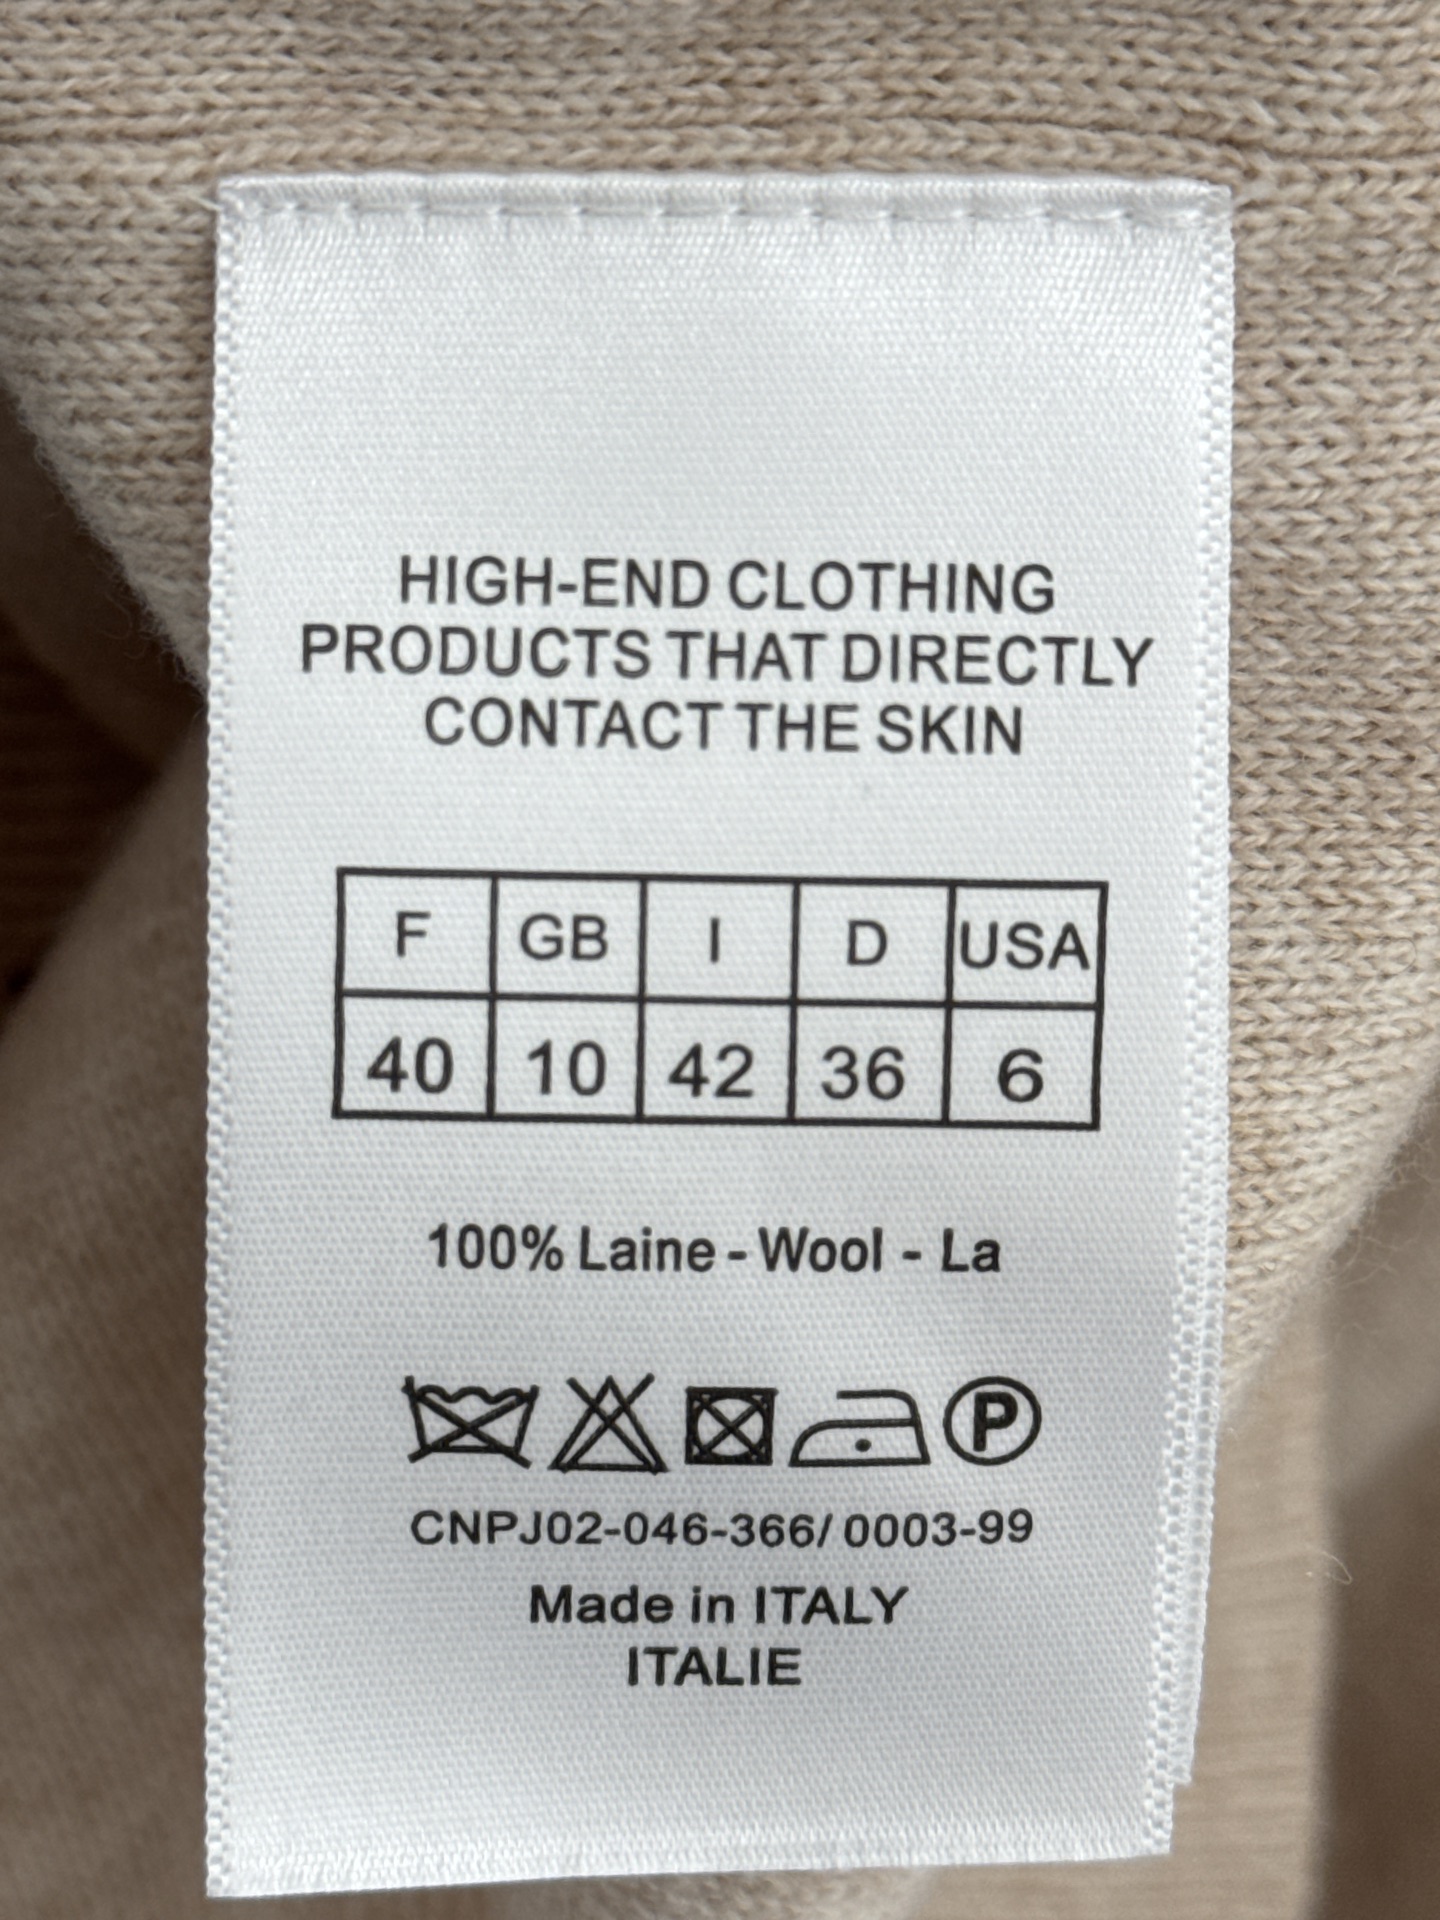 HIGH-END CLOTHING
PRODUCTS THAT DIRECTLY
CONTACT THE SKIN
F GB I D USA
40 10 42 36 6
100% Laine - Wool - La
P
CNPJ02-046-366/ 0003-99
Made in ITALY
ITALIE